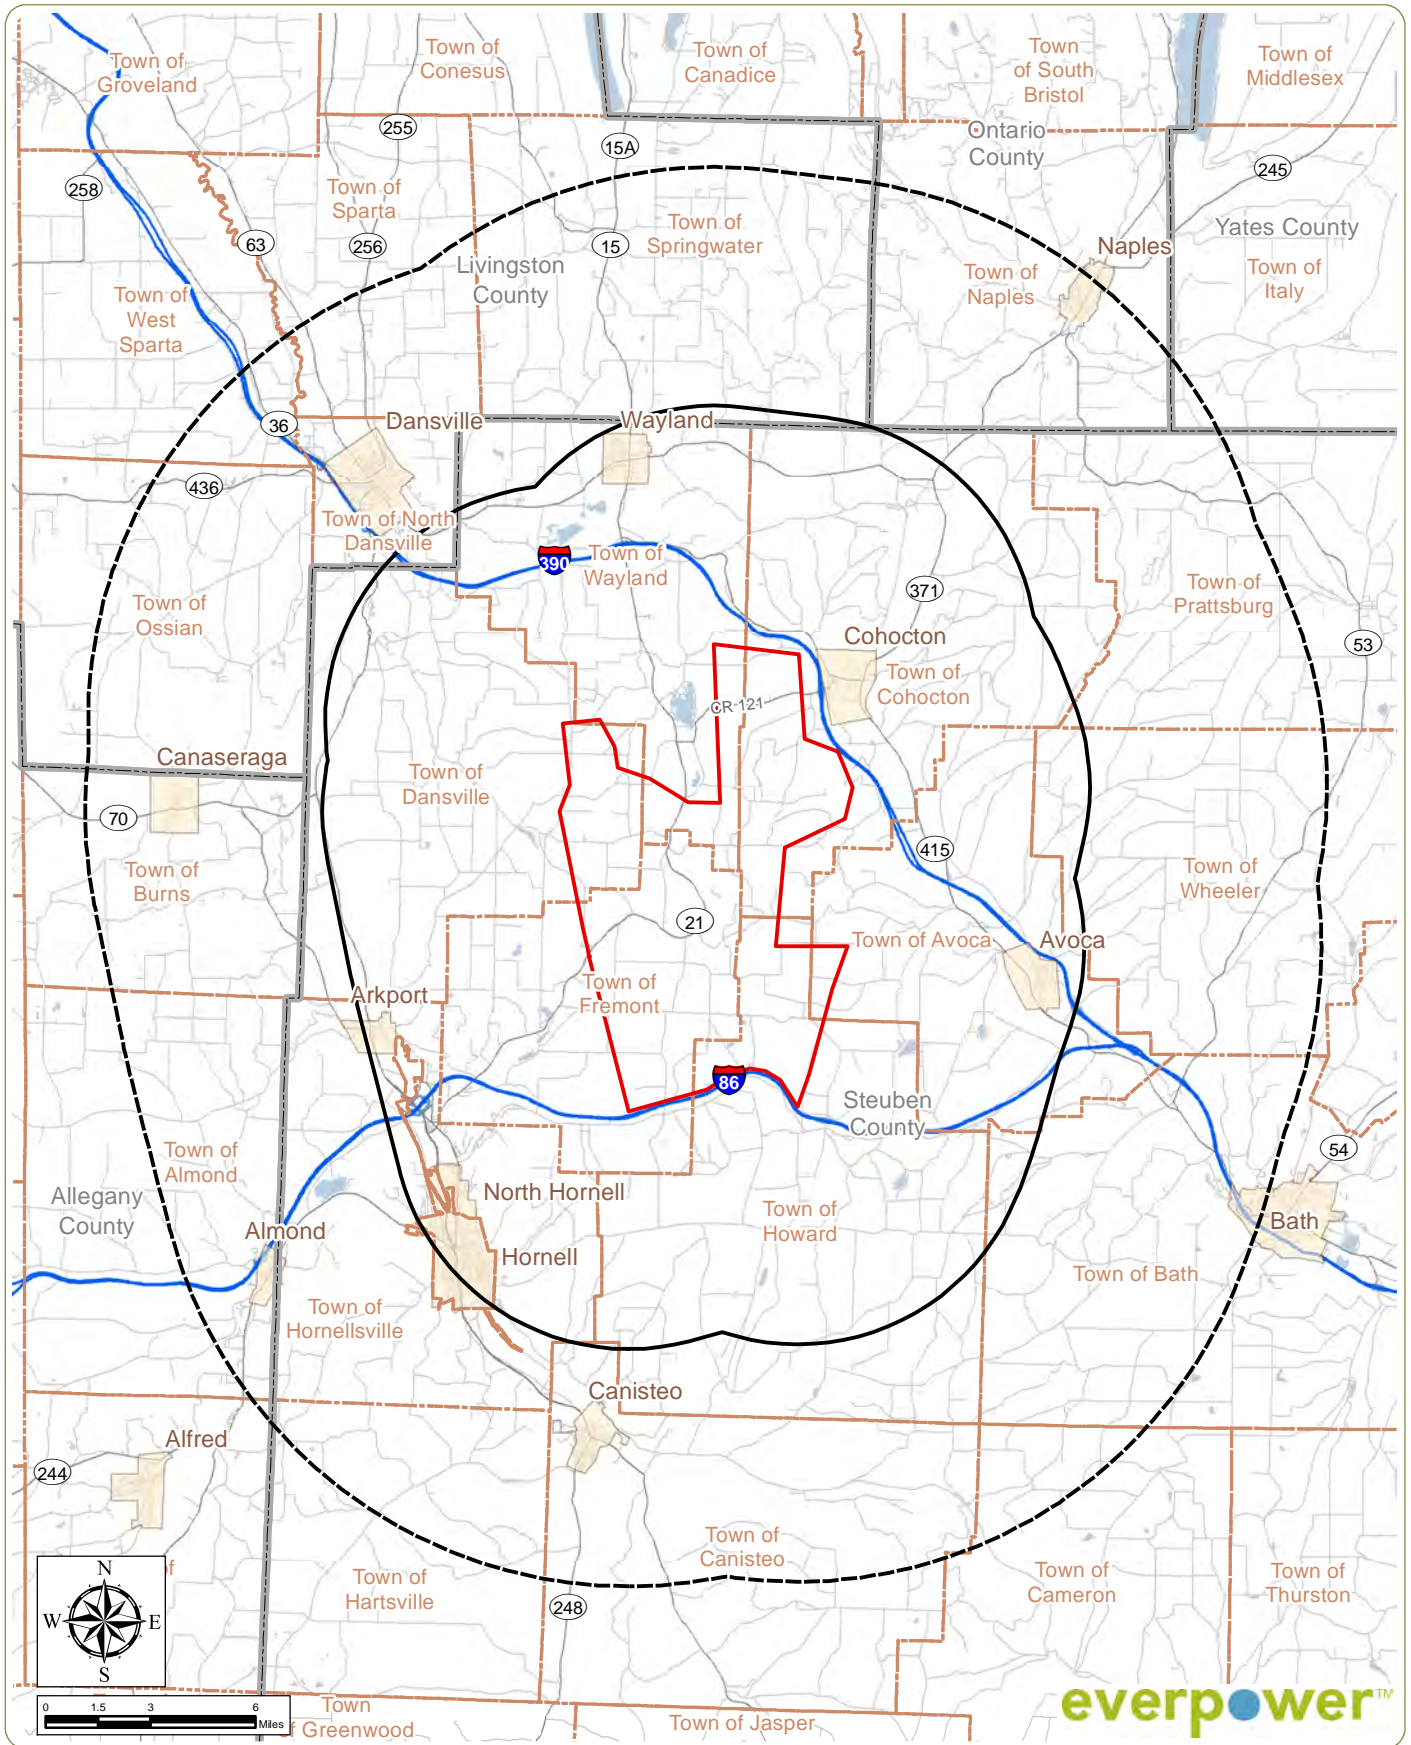 Town of
Groveland
Town of
Conesus
Town of
Canadice
Town
of South
Bristol
Town of
Middlesex
255
15A
Ontario
County
245
258
Town of
Sparta
63
256
15
Town of
Springwater
Yates County
Naples
Livingston
County
Town of
Naples
Town of
Italy
Town of
West
Sparta
36
Dansville
Wayland
436
Town of North
Dansville
390
Town of
Wayland
371
Town of
Prattsburg
Town of
Ossian
53
Cohocton
Town of
Cohocton
CR-121
Canaseraga
Town of
Dansville
70
415
Town of
Burns
Town of
Wheeler
21
Town of Avoca
Avoca
Arkport
Town of
Fremont
86
Steuben
County
54
Town of
Almond
Allegany
County
North Hornell
Town of
Howard
Bath
Almond
Hornell
Town of Bath
Town of
Hornellsville
Canisteo
Alfred
244
Town of
Canisteo
N
W
E
S
of
Town of
Hartsville
Town of
Cameron
Town of
Thurston
248
0 1.5 3 6
Miles
Town
of Greenwood
Town of Jasper
everpower™